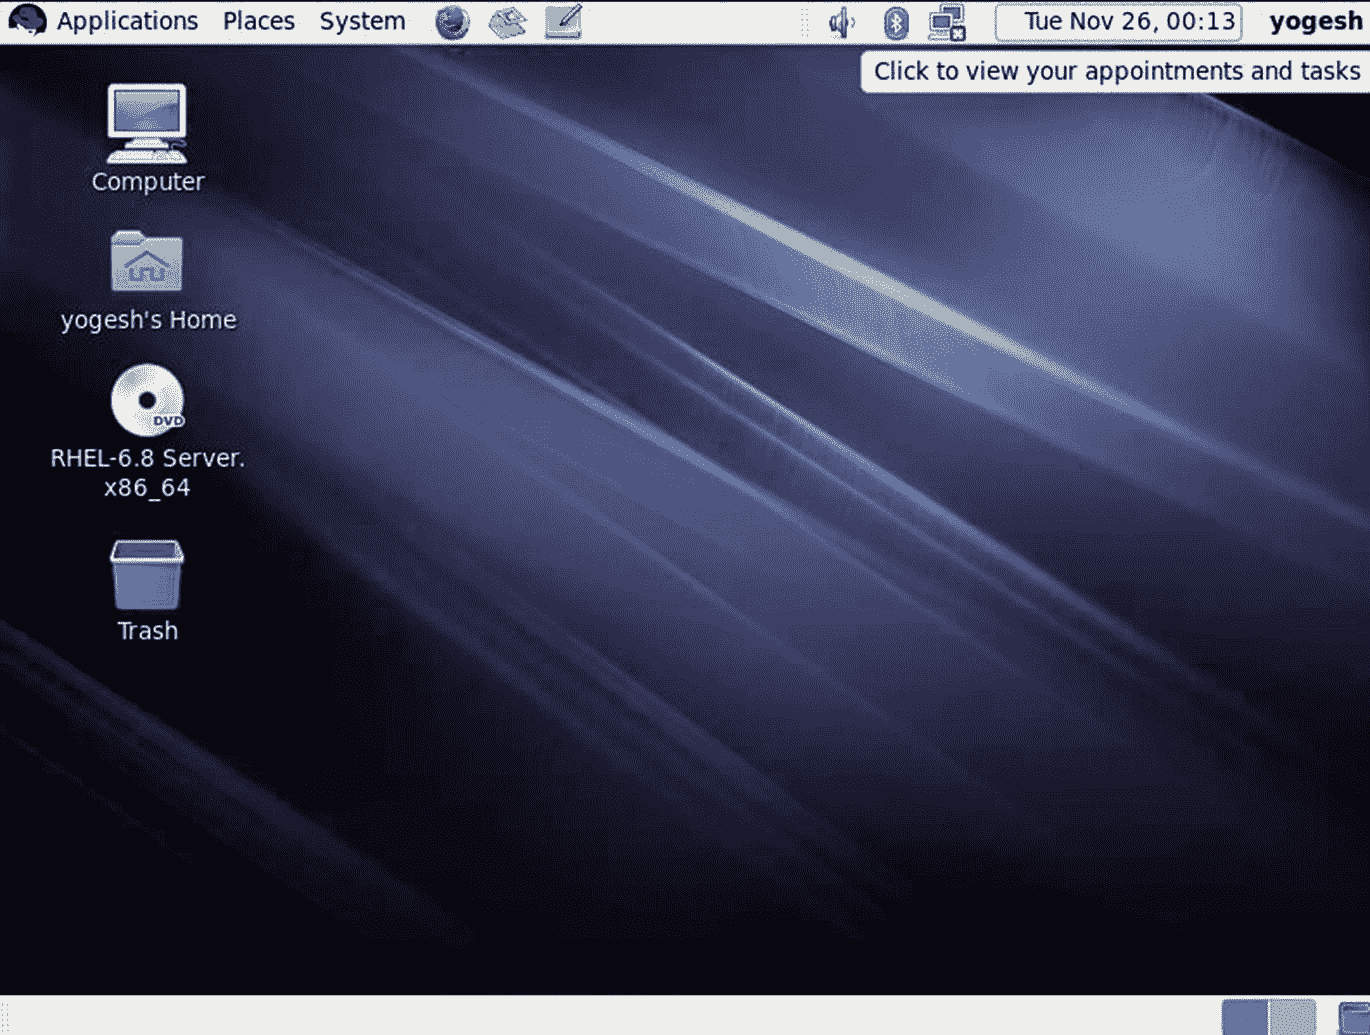 Applications Places System Tue Nov 26, 00:13 yogesh
Click to view your appointments and tasks
Computer
yogesh's Home
DVD
RHEL-6.8 Server.
x86_64
Trash